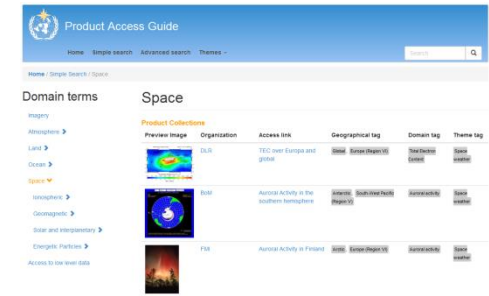 Product Access Guide
Home Simple search Advanced search Themes
Search
Home / Simple Search / Space
Domain terms
Imagery
Atmosphere
Land
Ocean
Space
Ionospheric
Geomagnetic
Solar and interplanetary
Energetic Particles
Access to low level data
Space
Product Collections
Preview Image Organization Access link Geographical tag Domain tag Theme tag
DLR TEC over Europa and global Global Europe (Region VI) Total Electron Content Space weather
BoM Auroral Activity in the southern hemisphere Antarctic South-West Pacific (Region V) Auroral activity Space weather
FMI Auroral Activity in Finland Arctic Europe (Region VI) Auroral activity Space weather